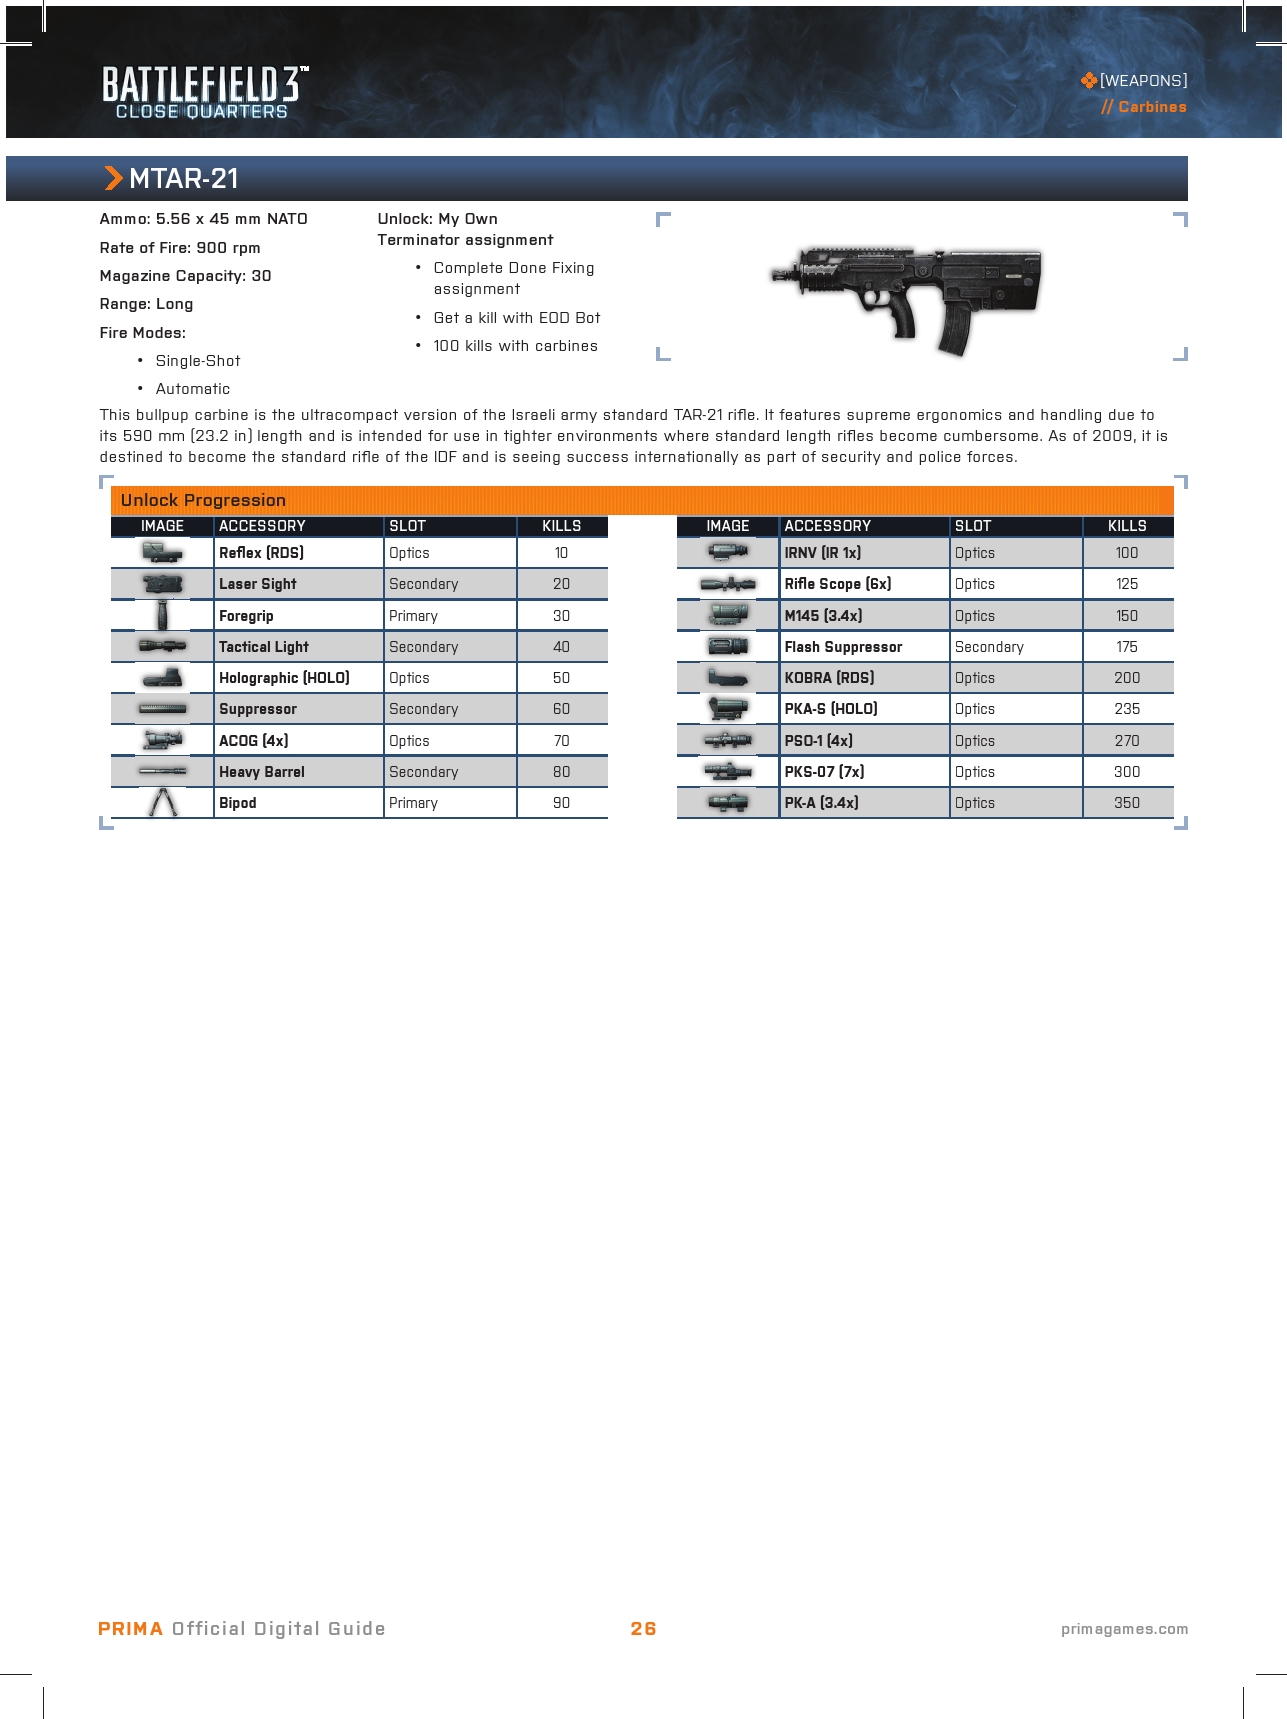 BATTLEFIELD 3™
CLOSE QUARTERS
[WEAPONS]
// Carbines
MTAR-21
Ammo: 5.56 x 45 mm NATO
Rate of Fire: 900 rpm
Magazine Capacity: 30
Range: Long
Fire Modes:
• Single-Shot
• Automatic
Unlock: My Own
Terminator assignment
• Complete Done Fixing
assignment
• Get a kill with EOD Bot
• 100 kills with carbines
This bullpup carbine is the ultracompact version of the Israeli army standard TAR-21 rifle. It features supreme ergonomics and handling due to
its 590 mm (23.2 in) length and is intended for use in tighter environments where standard length rifles become cumbersome. As of 2009, it is
destined to become the standard rifle of the IDF and is seeing success internationally as part of security and police forces.
Unlock Progression
IMAGE ACCESSORY SLOT KILLS
Reflex (RDS) Optics 10
Laser Sight Secondary 20
Foregrip Primary 30
Tactical Light Secondary 40
Holographic (HOLO) Optics 50
Suppressor Secondary 60
ACOG (4x) Optics 70
Heavy Barrel Secondary 80
Bipod Primary 90
IMAGE ACCESSORY SLOT KILLS
IRNV (IR 1x) Optics 100
Rifle Scope (6x) Optics 125
M145 (3.4x) Optics 150
Flash Suppressor Secondary 175
KOBRA (RDS) Optics 200
PKA-S (HOLO) Optics 235
PSO-1 (4x) Optics 270
PKS-07 (7x) Optics 300
PK-A (3.4x) Optics 350
PRIMA Official Digital Guide
26
primagames.com